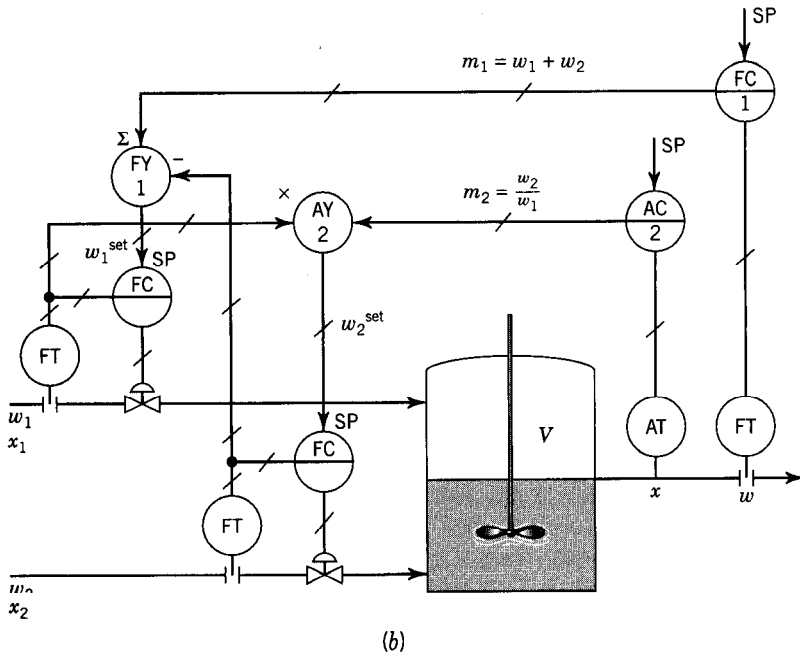 SP
m₁ = w₁ + w₂
FC
1
Σ
FY
1
−
SP
×
AY
2
m₂ = w₂/w₁
AC
2
w₁ˢᵉᵗ
SP
FC
w₂ˢᵉᵗ
FT
w₁
x₁
SP
FC
V
AT
FT
x
w
FT
x₂
(b)